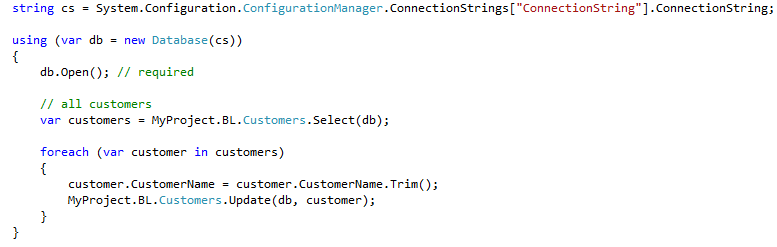 string cs = System.Configuration.ConfigurationManager.ConnectionStrings["ConnectionString"].ConnectionString;
using (var db = new Database(cs))
{
db.Open(); // required
// all customers
var customers = MyProject.BL.Customers.Select(db);
foreach (var customer in customers)
{
customer.CustomerName = customer.CustomerName.Trim();
MyProject.BL.Customers.Update(db, customer);
}
}